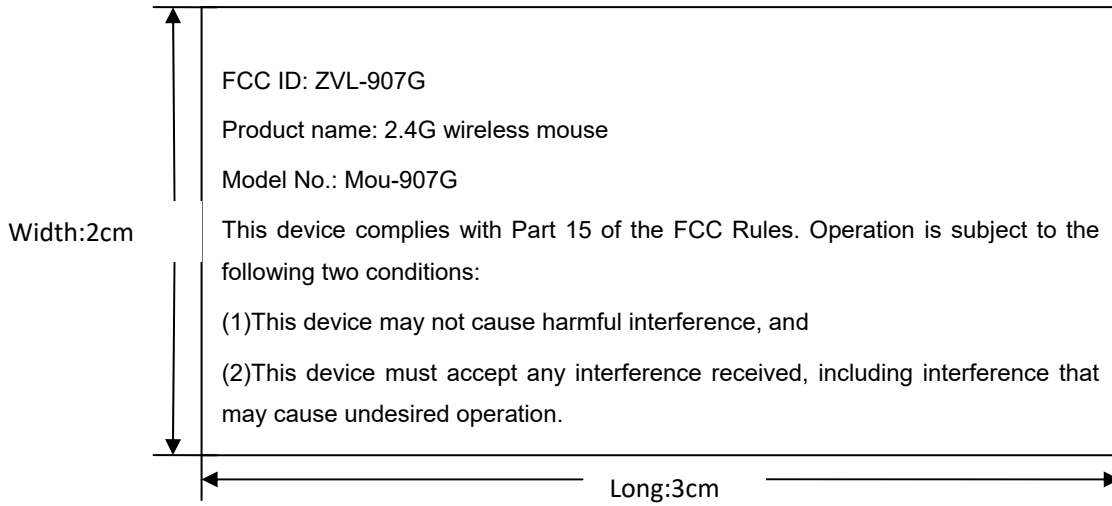 FCC ID: ZVL-907G
Product name: 2.4G wireless mouse
Model No.: Mou-907G
Width:2cm
This device complies with Part 15 of the FCC Rules. Operation is subject to the
following two conditions:
(1)This device may not cause harmful interference, and
(2)This device must accept any interference received, including interference that
may cause undesired operation.
Long:3cm